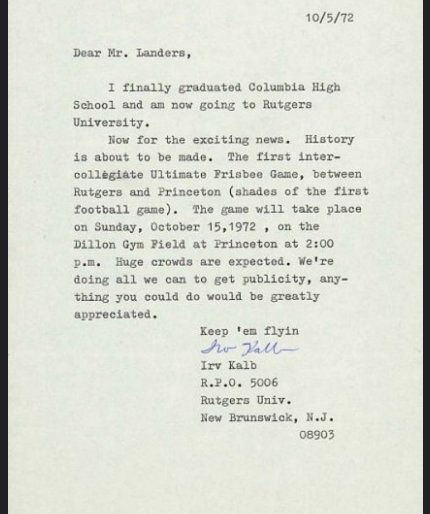 10/5/72
Dear Mr. Landers,
I finally graduated Columbia High
School and am now going to Rutgers
University.
Now for the exciting news. History
is about to be made. The first inter-
collegiate Ultimate Frisbee Game, between
Rutgers and Princeton (shades of the first
football game). The game will take place
on Sunday, October 15,1972 , on the
Dillon Gym Field at Princeton at 2:00
p.m. Huge crowds are expected. We're
doing all we can to get publicity, any-
thing you could do would be greatly
appreciated.
Keep 'em flyin
Irv Kalb
Irv Kalb
R.P.O. 5006
Rutgers Univ.
New Brunswick, N.J.
08903